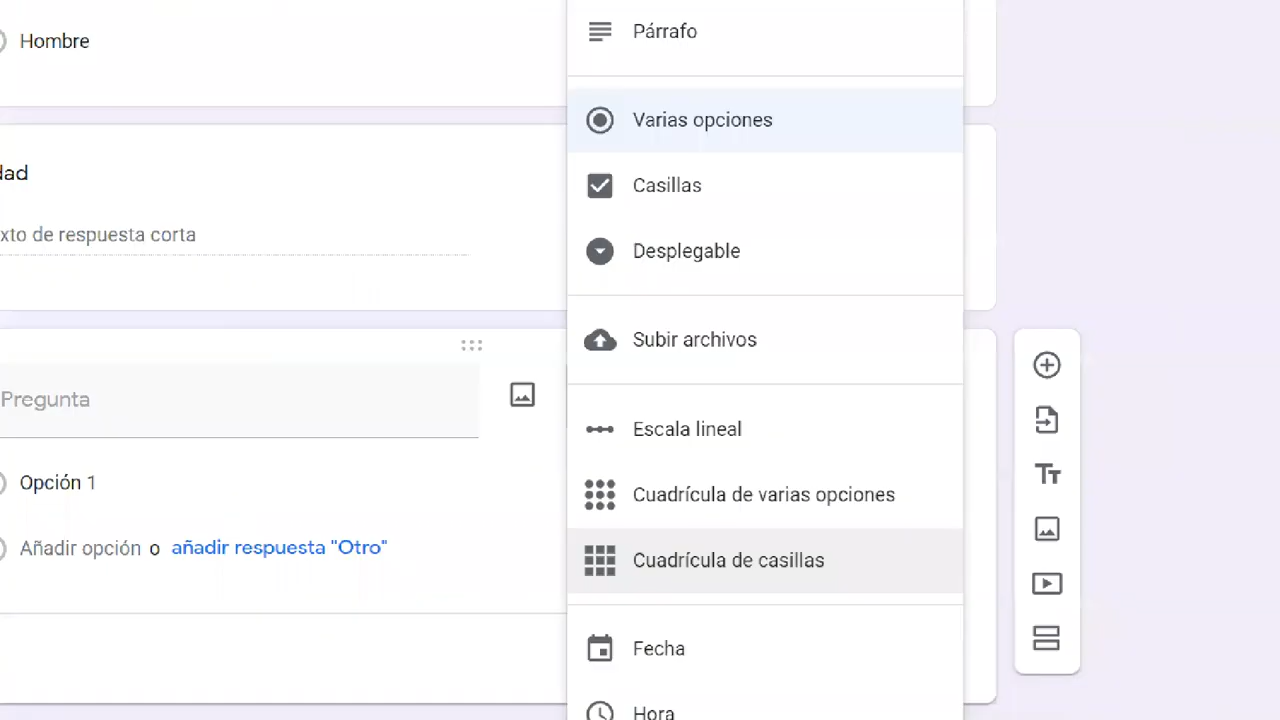 Hombre
dad
xto de respuesta corta
Pregunta
Opción 1
Añadir opción o añadir respuesta "Otro"
Párrafo
Varias opciones
Casillas
Desplegable
Subir archivos
Escala lineal
Cuadrícula de varias opciones
Cuadrícula de casillas
Fecha
Hora
Tт